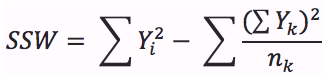 SSW = ∑ Y_i^2 − ∑ (∑ Y_k)^2 / n_k